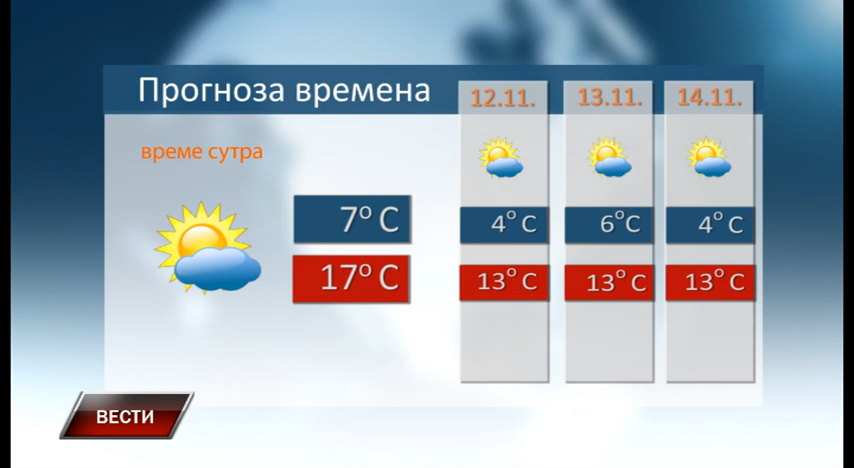 Прогноза времена
време сутра
7° C
17° C
12.11.
4° C
13° C
13.11.
6°C
13° C
14.11.
4° C
13° C
ВЕСТИ